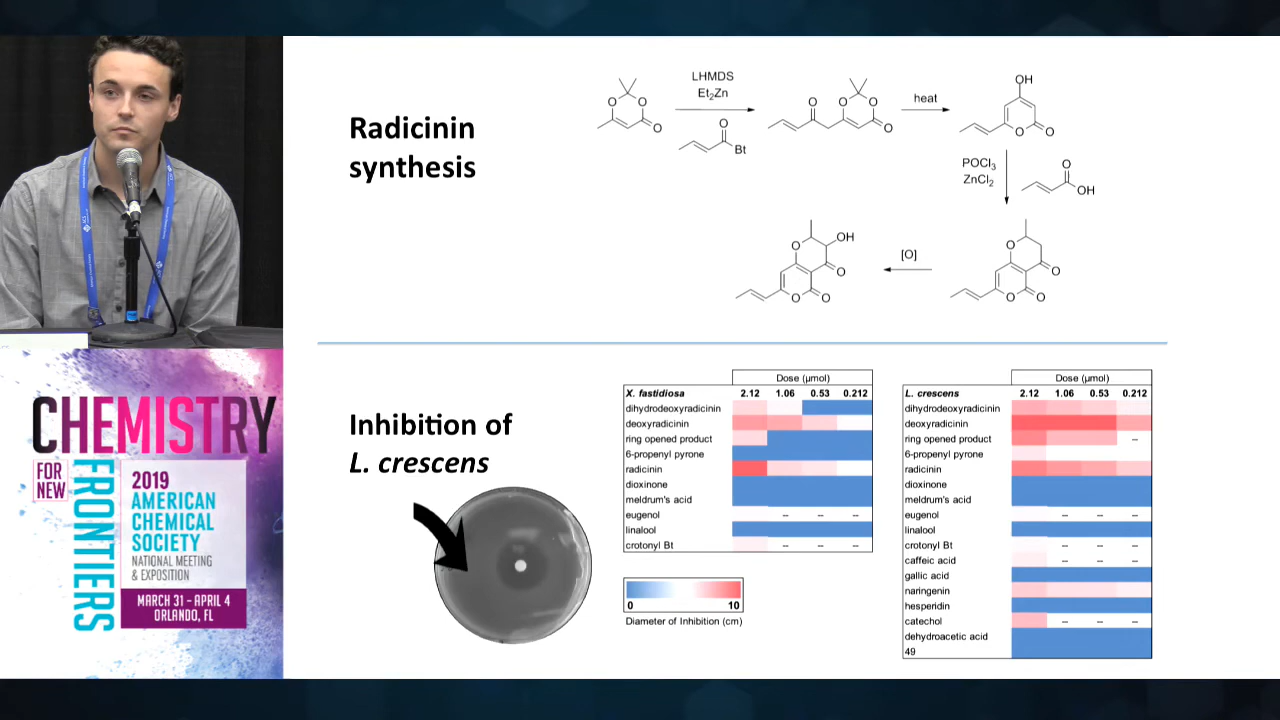 Radicinin
synthesis
LHMDS
Et₂Zn
O
O
O
O
Bt
O
O
O
O
heat
OH
O
O
POCl₃
ZnCl₂
O
OH
O
O
O
O
[O]
O
OH
O
O
O
Inhibition of
L. crescens
Dose (µmol)
X. fastidiosa 2.12 1.06 0.53 0.212
dihydrodeoxyradicinin
deoxyradicinin
ring opened product
6-propenyl pyrone
radicinin
dioxinone
meldrum's acid
eugenol -- -- --
linalool
crotonyl Bt -- -- --
0 10
Diameter of Inhibition (cm)
Dose (µmol)
L. crescens 2.12 1.06 0.53 0.212
dihydrodeoxyradicinin
deoxyradicinin
ring opened product --
6-propenyl pyrone
radicinin
dioxinone
meldrum's acid
eugenol -- -- --
linalool
crotonyl Bt -- -- --
caffeic acid -- -- --
gallic acid
naringenin
hesperidin
catechol -- -- --
dehydroacetic acid
49
CHEMISTRY
FOR
NEW
FRONTIERS
2019
AMERICAN
CHEMICAL
SOCIETY
NATIONAL MEETING
& EXPOSITION
MARCH 31 - APRIL 4
ORLANDO, FL